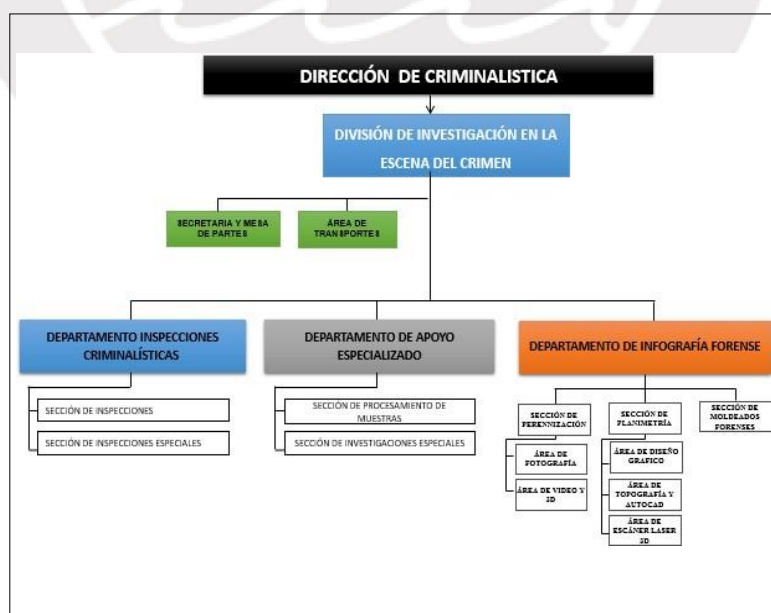 DIRECCIÓN DE CRIMINALISTICA
DIVISIÓN DE INVESTIGACIÓN EN LA
ESCENA DEL CRIMEN
SECRETARIA Y MESA
DE PARTES
ÁREA DE
TRANSPORTES
DEPARTAMENTO INSPECCIONES
CRIMINALÍSTICAS
SECCIÓN DE INSPECCIONES
SECCIÓN DE INSPECCIONES ESPECIALES
DEPARTAMENTO DE APOYO
ESPECIALIZADO
SECCIÓN DE PROCESAMIENTO DE
MUESTRAS
SECCIÓN DE INVESTIGACIONES ESPECIALES
DEPARTAMENTO DE INFOGRAFÍA FORENSE
SECCIÓN DE
PERENNIZACIÓN
ÁREA DE
FOTOGRAFÍA
ÁREA DE VIDEO Y
3D
SECCIÓN DE
PLANIMETRÍA
ÁREA DE DISEÑO
GRAFICO
ÁREA DE
TOPOGRAFÍA Y
AUTOCAD
ÁREA DE
ESCÁNER LASER
3D
SECCIÓN DE
MOLDEADOS
FORENSES